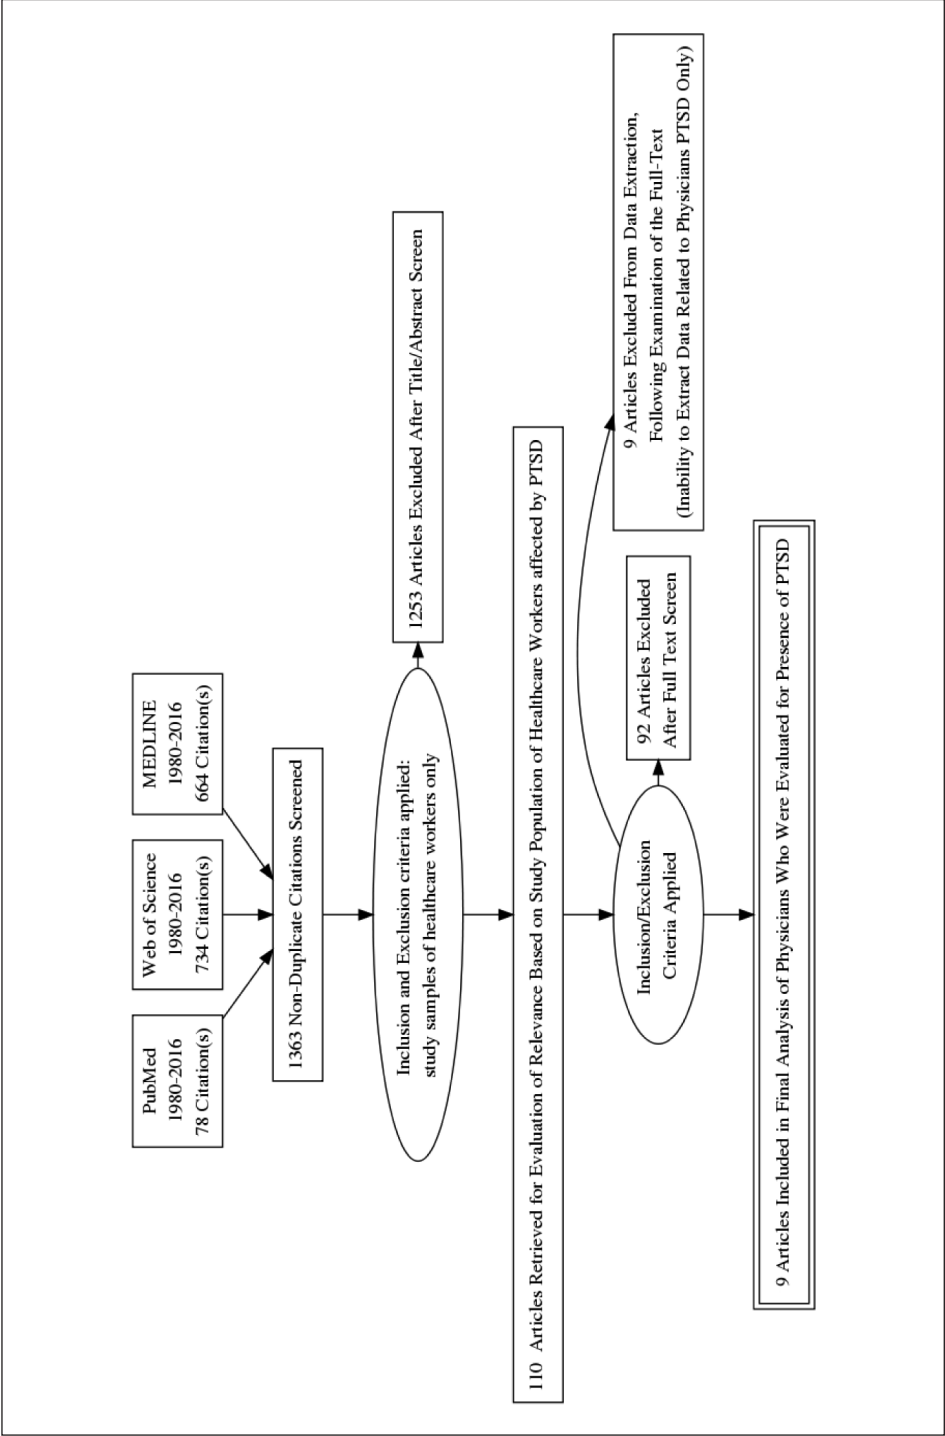 PubMed
1980-2016
78 Citation(s)
Web of Science
1980-2016
734 Citation(s)
MEDLINE
1980-2016
664 Citation(s)
1363 Non-Duplicate Citations Screened
Inclusion and Exclusion criteria applied:
study samples of healthcare workers only
1253 Articles Excluded After Title/Abstract Screen
110 Articles Retrieved for Evaluation of Relevance Based on Study Population of Healthcare Workers affected by PTSD
Inclusion/Exclusion
Criteria Applied
92 Articles Excluded
After Full Text Screen
9 Articles Excluded From Data Extraction,
Following Examination of the Full-Text
(Inability to Extract Data Related to Physicians PTSD Only)
9 Articles Included in Final Analysis of Physicians Who Were Evaluated for Presence of PTSD